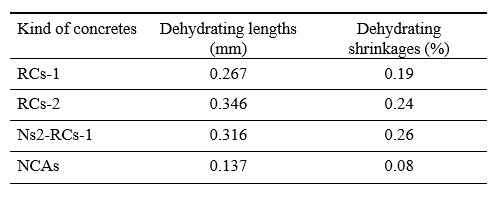 Kind of concretes Dehydrating lengths (mm) Dehydrating shrinkages (%)
RCs-1 0.267 0.19
RCs-2 0.346 0.24
Ns2-RCs-1 0.316 0.26
NCAs 0.137 0.08